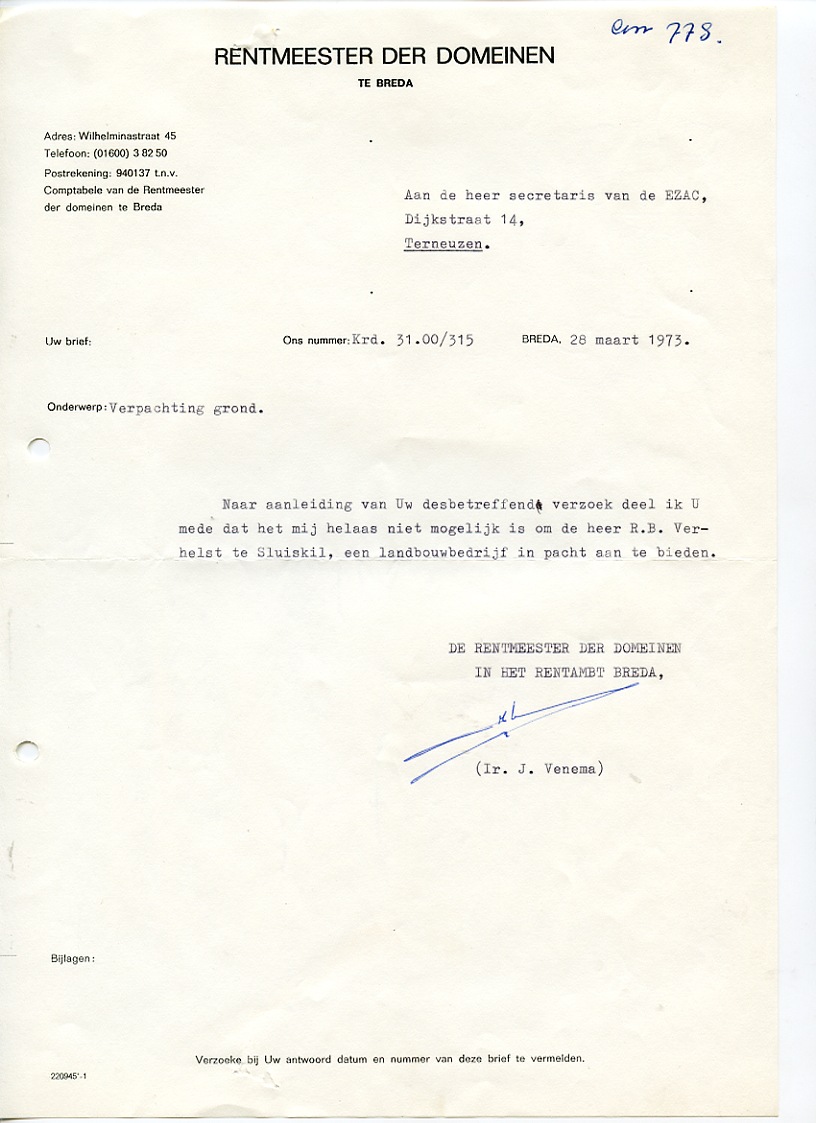 778.
RENTMEESTER DER DOMEINEN
TE BREDA
Adres: Wilhelminastraat 45
Telefoon: (01600) 3 82 50
Postrekening: 940137 t.n.v.
Comptabele van de Rentmeester
der domeinen te Breda
Aan de heer secretaris van de EZAC,
Dijkstraat 14,
Terneuzen.
Uw brief:
Ons nummer: Krd. 31.00/315
BREDA, 28 maart 1973.
Onderwerp: Verpachting grond.
Naar aanleiding van Uw desbetreffend verzoek deel ik U
mede dat het mij helaas niet mogelijk is om de heer R.B. Ver-
helst te Sluiskil, een landbouwbedrijf in pacht aan te bieden.
DE RENTMEESTER DER DOMEINEN
IN HET RENTAMBT BREDA,
(Ir. J. Venema)
Bijlagen:
Verzoeke bij Uw antwoord datum en nummer van deze brief te vermelden.
220945*-1